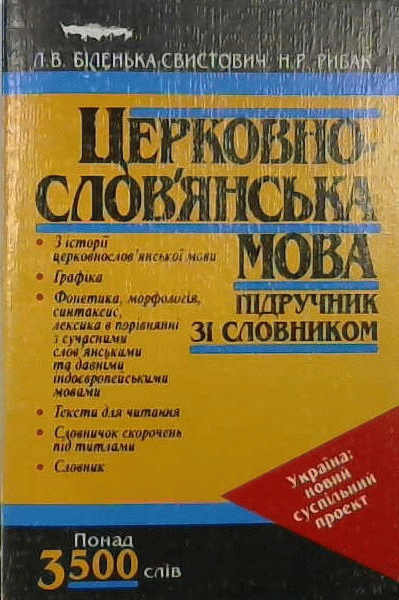 Л. В. БІЛЕНЬКА-СВИСТОВИЧ, Н. Р. РИБАК
ЦЕРКОВНО-
СЛОВ'ЯНСЬКА
МОВА
ПІДРУЧНИК
ЗІ СЛОВНИКОМ
• З історії
церковнослов'янської мови
• Графіка
• Фонетика, морфологія,
синтаксис,
лексика в порівнянні
з сучасними
слов'янськими
та давніми
індоєвропейськими
мовами
• Тексти для читання
• Словничок скорочень
під титлами
• Словник
Україна:
новий
суспільний
проект
Понад
3500 слів